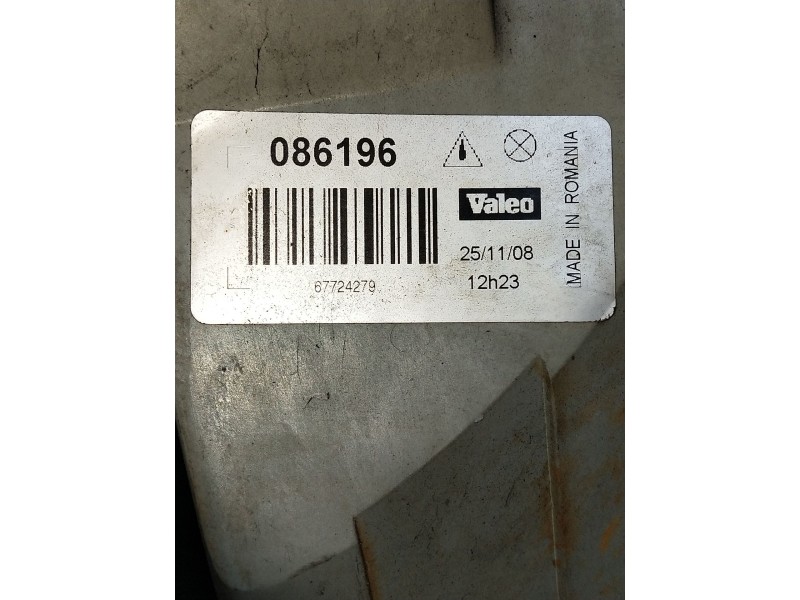 086196
Valeo
25/11/08
67724279
12h23
MADE IN ROMANIA